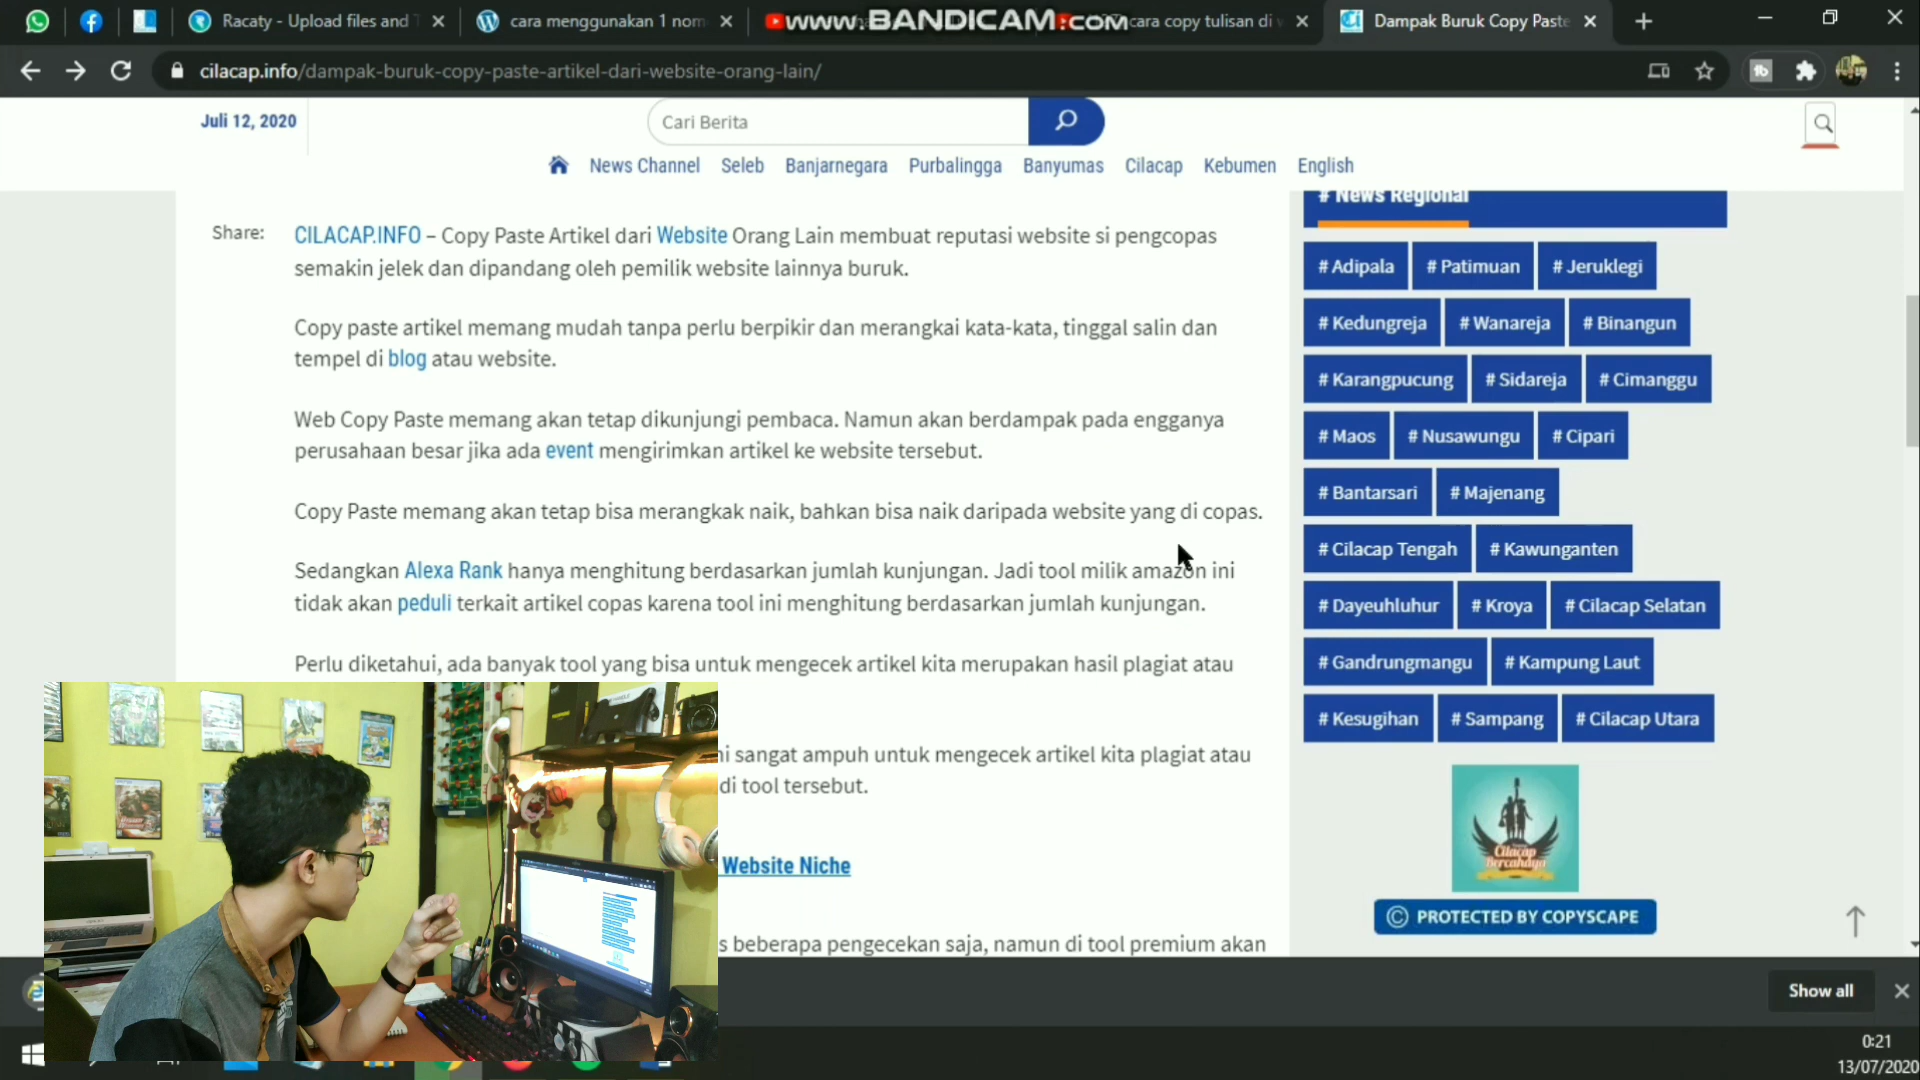 Racaty - Upload files and
cara menggunakan 1 nom
www.BANDICAM.com
cara copy tulisan di
Dampak Buruk Copy Paste
cilacap.info/dampak-buruk-copy-paste-artikel-dari-website-orang-lain/
Juli 12, 2020
Cari Berita
News Channel
Seleb
Banjarnegara
Purbalingga
Banyumas
Cilacap
Kebumen
English
Share:
CILACAP.INFO – Copy Paste Artikel dari Website Orang Lain membuat reputasi website si pengcopas
semakin jelek dan dipandang oleh pemilik website lainnya buruk.
Copy paste artikel memang mudah tanpa perlu berpikir dan merangkai kata-kata, tinggal salin dan
tempel di blog atau website.
Web Copy Paste memang akan tetap dikunjungi pembaca. Namun akan berdampak pada engganya
perusahaan besar jika ada event mengirimkan artikel ke website tersebut.
Copy Paste memang akan tetap bisa merangkak naik, bahkan bisa naik daripada website yang di copas.
Sedangkan Alexa Rank hanya menghitung berdasarkan jumlah kunjungan. Jadi tool milik amazon ini
tidak akan peduli terkait artikel copas karena tool ini menghitung berdasarkan jumlah kunjungan.
Perlu diketahui, ada banyak tool yang bisa untuk mengecek artikel kita merupakan hasil plagiat atau
sangat ampuh untuk mengecek artikel kita plagiat atau
di tool tersebut.
Website Niche
beberapa pengecekan saja, namun di tool premium akan
# News Regional
# Adipala
# Patimuan
# Jeruklegi
# Kedungreja
# Wanareja
# Binangun
# Karangpucung
# Sidareja
# Cimanggu
# Maos
# Nusawungu
# Cipari
# Bantarsari
# Majenang
# Cilacap Tengah
# Kawunganten
# Dayeuhluhur
# Kroya
# Cilacap Selatan
# Gandrungmangu
# Kampung Laut
# Kesugihan
# Sampang
# Cilacap Utara
Cilacap
Bercahaya
© PROTECTED BY COPYSCAPE
Show all
0:21
13/07/2020